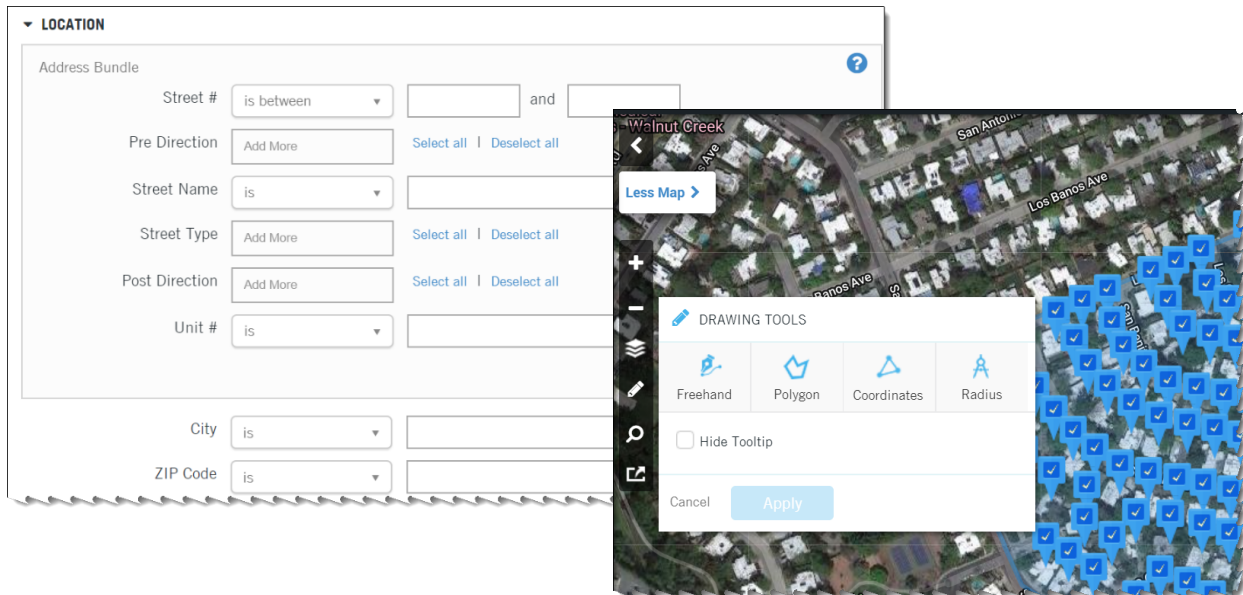 LOCATION
Address Bundle
Street # is between and
Pre Direction Add More Select all | Deselect all
Street Name is
Street Type Add More Select all | Deselect all
Post Direction Add More Select all | Deselect all
Unit # is
City is
ZIP Code is
- Walnut Creek
San Antonio
Los Banos Ave
Less Map
Banos Ave
DRAWING TOOLS
Freehand Polygon Coordinates Radius
Hide Tooltip
Cancel Apply